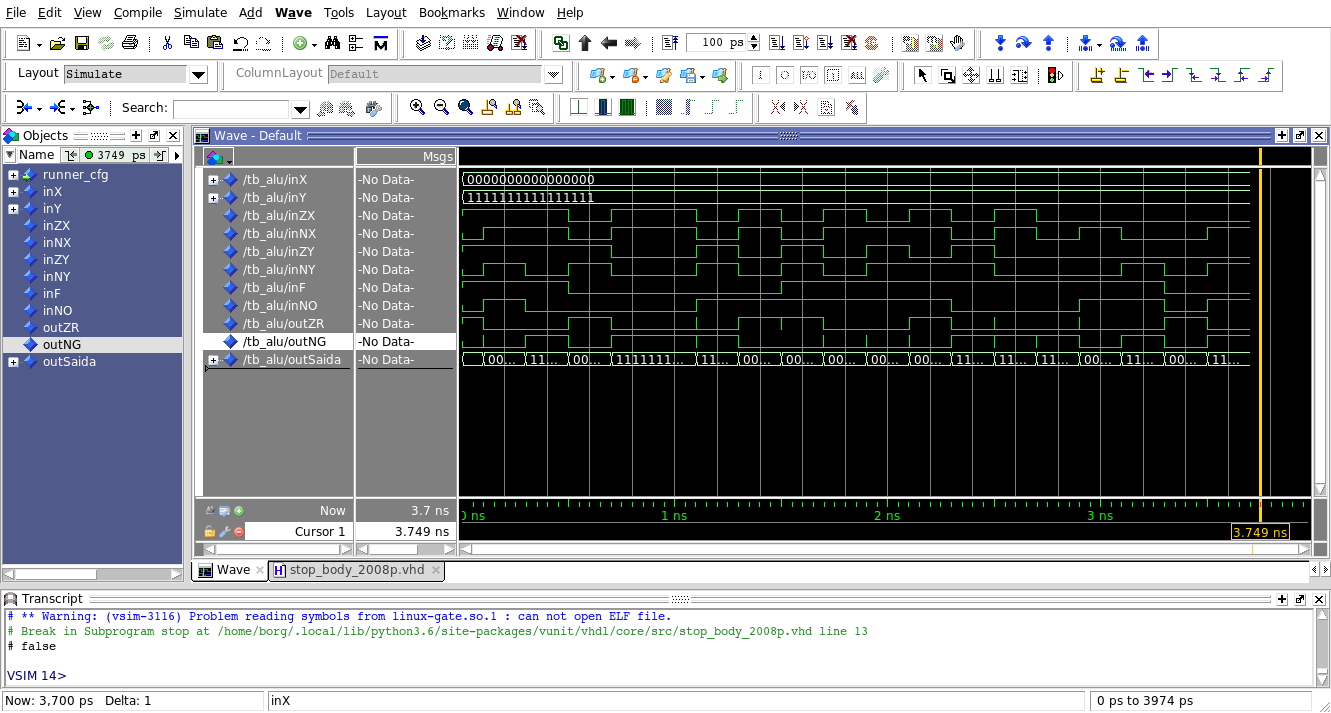 File Edit View Compile Simulate Add Wave Tools Layout Bookmarks Window Help
100 ps
Layout Simulate ColumnLayout Default
ALL
Search:
Objects
Wave - Default
Name 3749 ps
Msgs
runner_cfg
inX
inY
inZX
inNX
inZY
inNY
inF
inNO
outZR
outNG
outSaida
/tb_alu/inX -No Data- 0000000000000000
/tb_alu/inY -No Data- 1111111111111111
/tb_alu/inZX -No Data-
/tb_alu/inNX -No Data-
/tb_alu/inZY -No Data-
/tb_alu/inNY -No Data-
/tb_alu/inF -No Data-
/tb_alu/inNO -No Data-
/tb_alu/outZR -No Data-
/tb_alu/outNG -No Data-
/tb_alu/outSaida -No Data- 00... 11... 00... 1111111... 11... 00... 00... 00... 00... 00... 11... 11... 11... 00... 11... 00... 11...
Now 3.7 ns 0 ns 1 ns 2 ns 3 ns
Cursor 1 3.749 ns 3.749 ns
Wave stop_body_2008p.vhd
Transcript
# ** Warning: (vsim-3116) Problem reading symbols from linux-gate.so.1 : can not open ELF file.
# Break in Subprogram stop at /home/borg/.local/lib/python3.6/site-packages/vunit/vhdl/core/src/stop_body_2008p.vhd line 13
# false
VSIM 14>
Now: 3,700 ps Delta: 1 inX 0 ps to 3974 ps